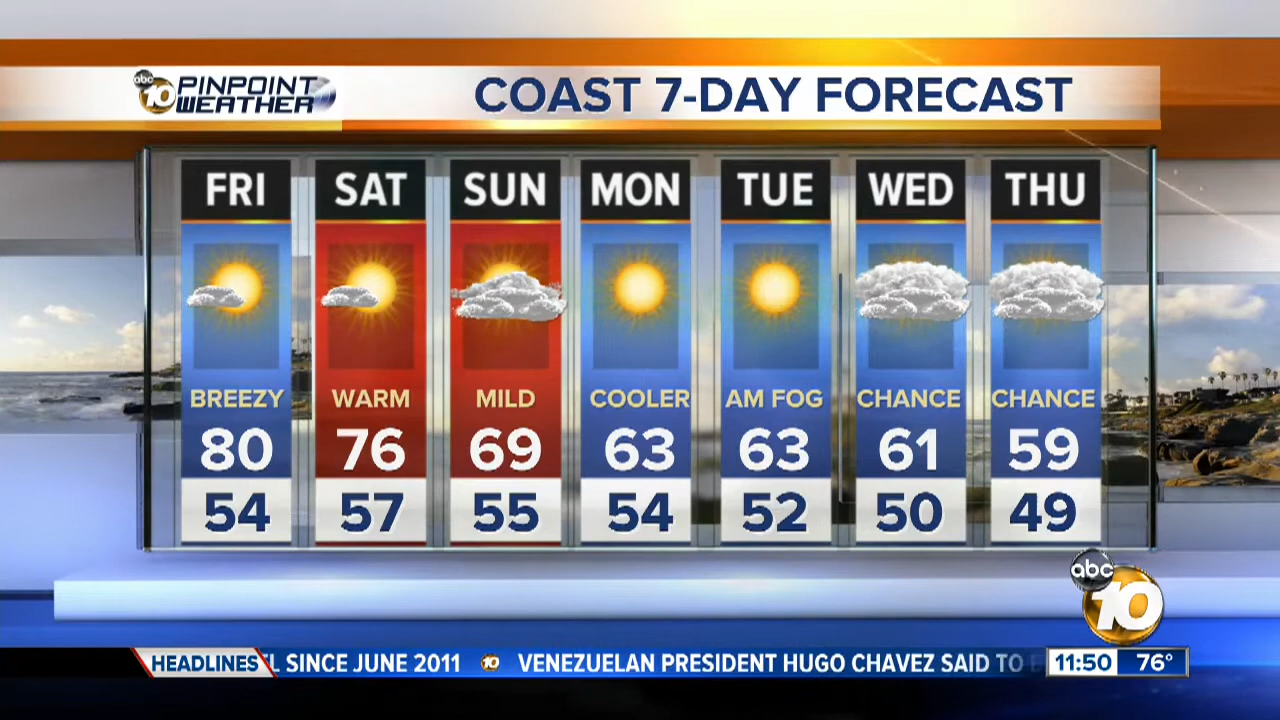 abc 10 PINPOINT WEATHER
COAST 7-DAY FORECAST
FRI SAT SUN MON TUE WED THU
BREEZY WARM MILD COOLER AM FOG CHANCE CHANCE
80 76 69 63 63 61 59
54 57 55 54 52 50 49
abc 10
HEADLINES L SINCE JUNE 2011 10 VENEZUELAN PRESIDENT HUGO CHAVEZ SAID TO 11:50 76°